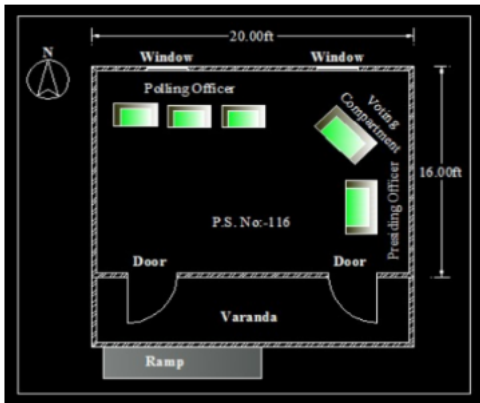 20.00ft
N
Window
Window
Polling Officer
Voting
Compartment
16.00ft
Presiding Officer
P.S. No:-116
Door
Door
Varanda
Ramp